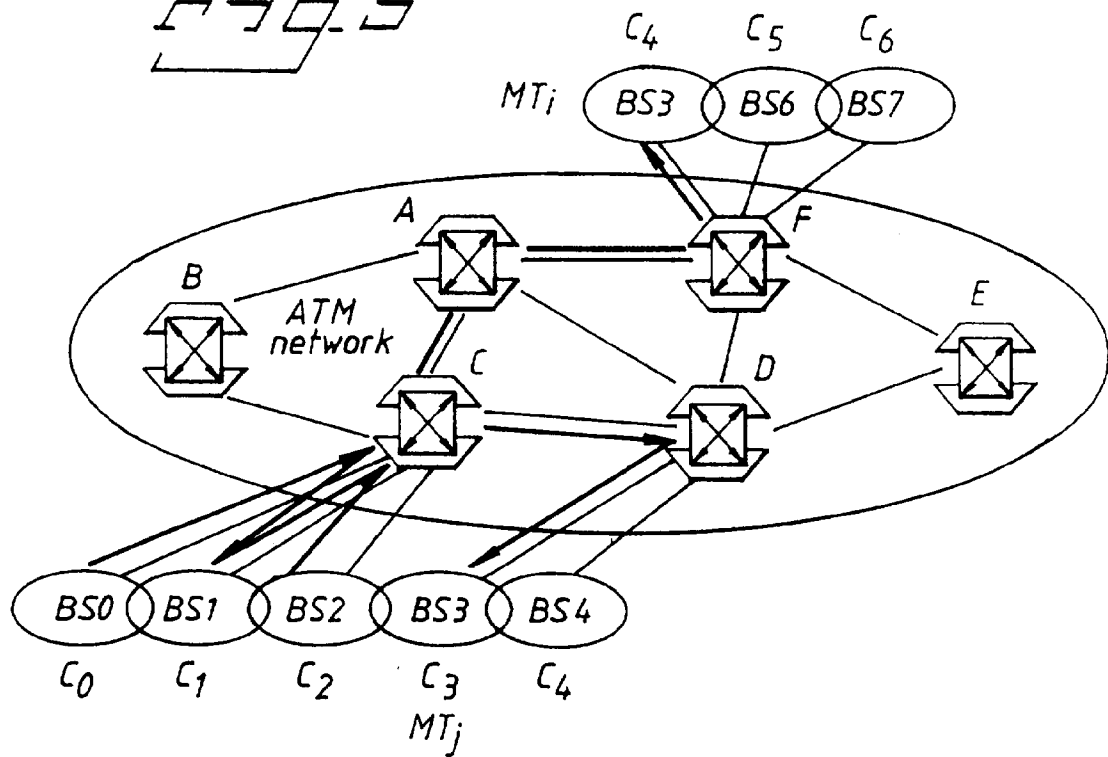 C4 C5 C6
MTi BS3 BS6 BS7
A F
B E
ATM
network
C D
BS0 BS1 BS2 BS3 BS4
C0 C1 C2 C3 C4
MTj